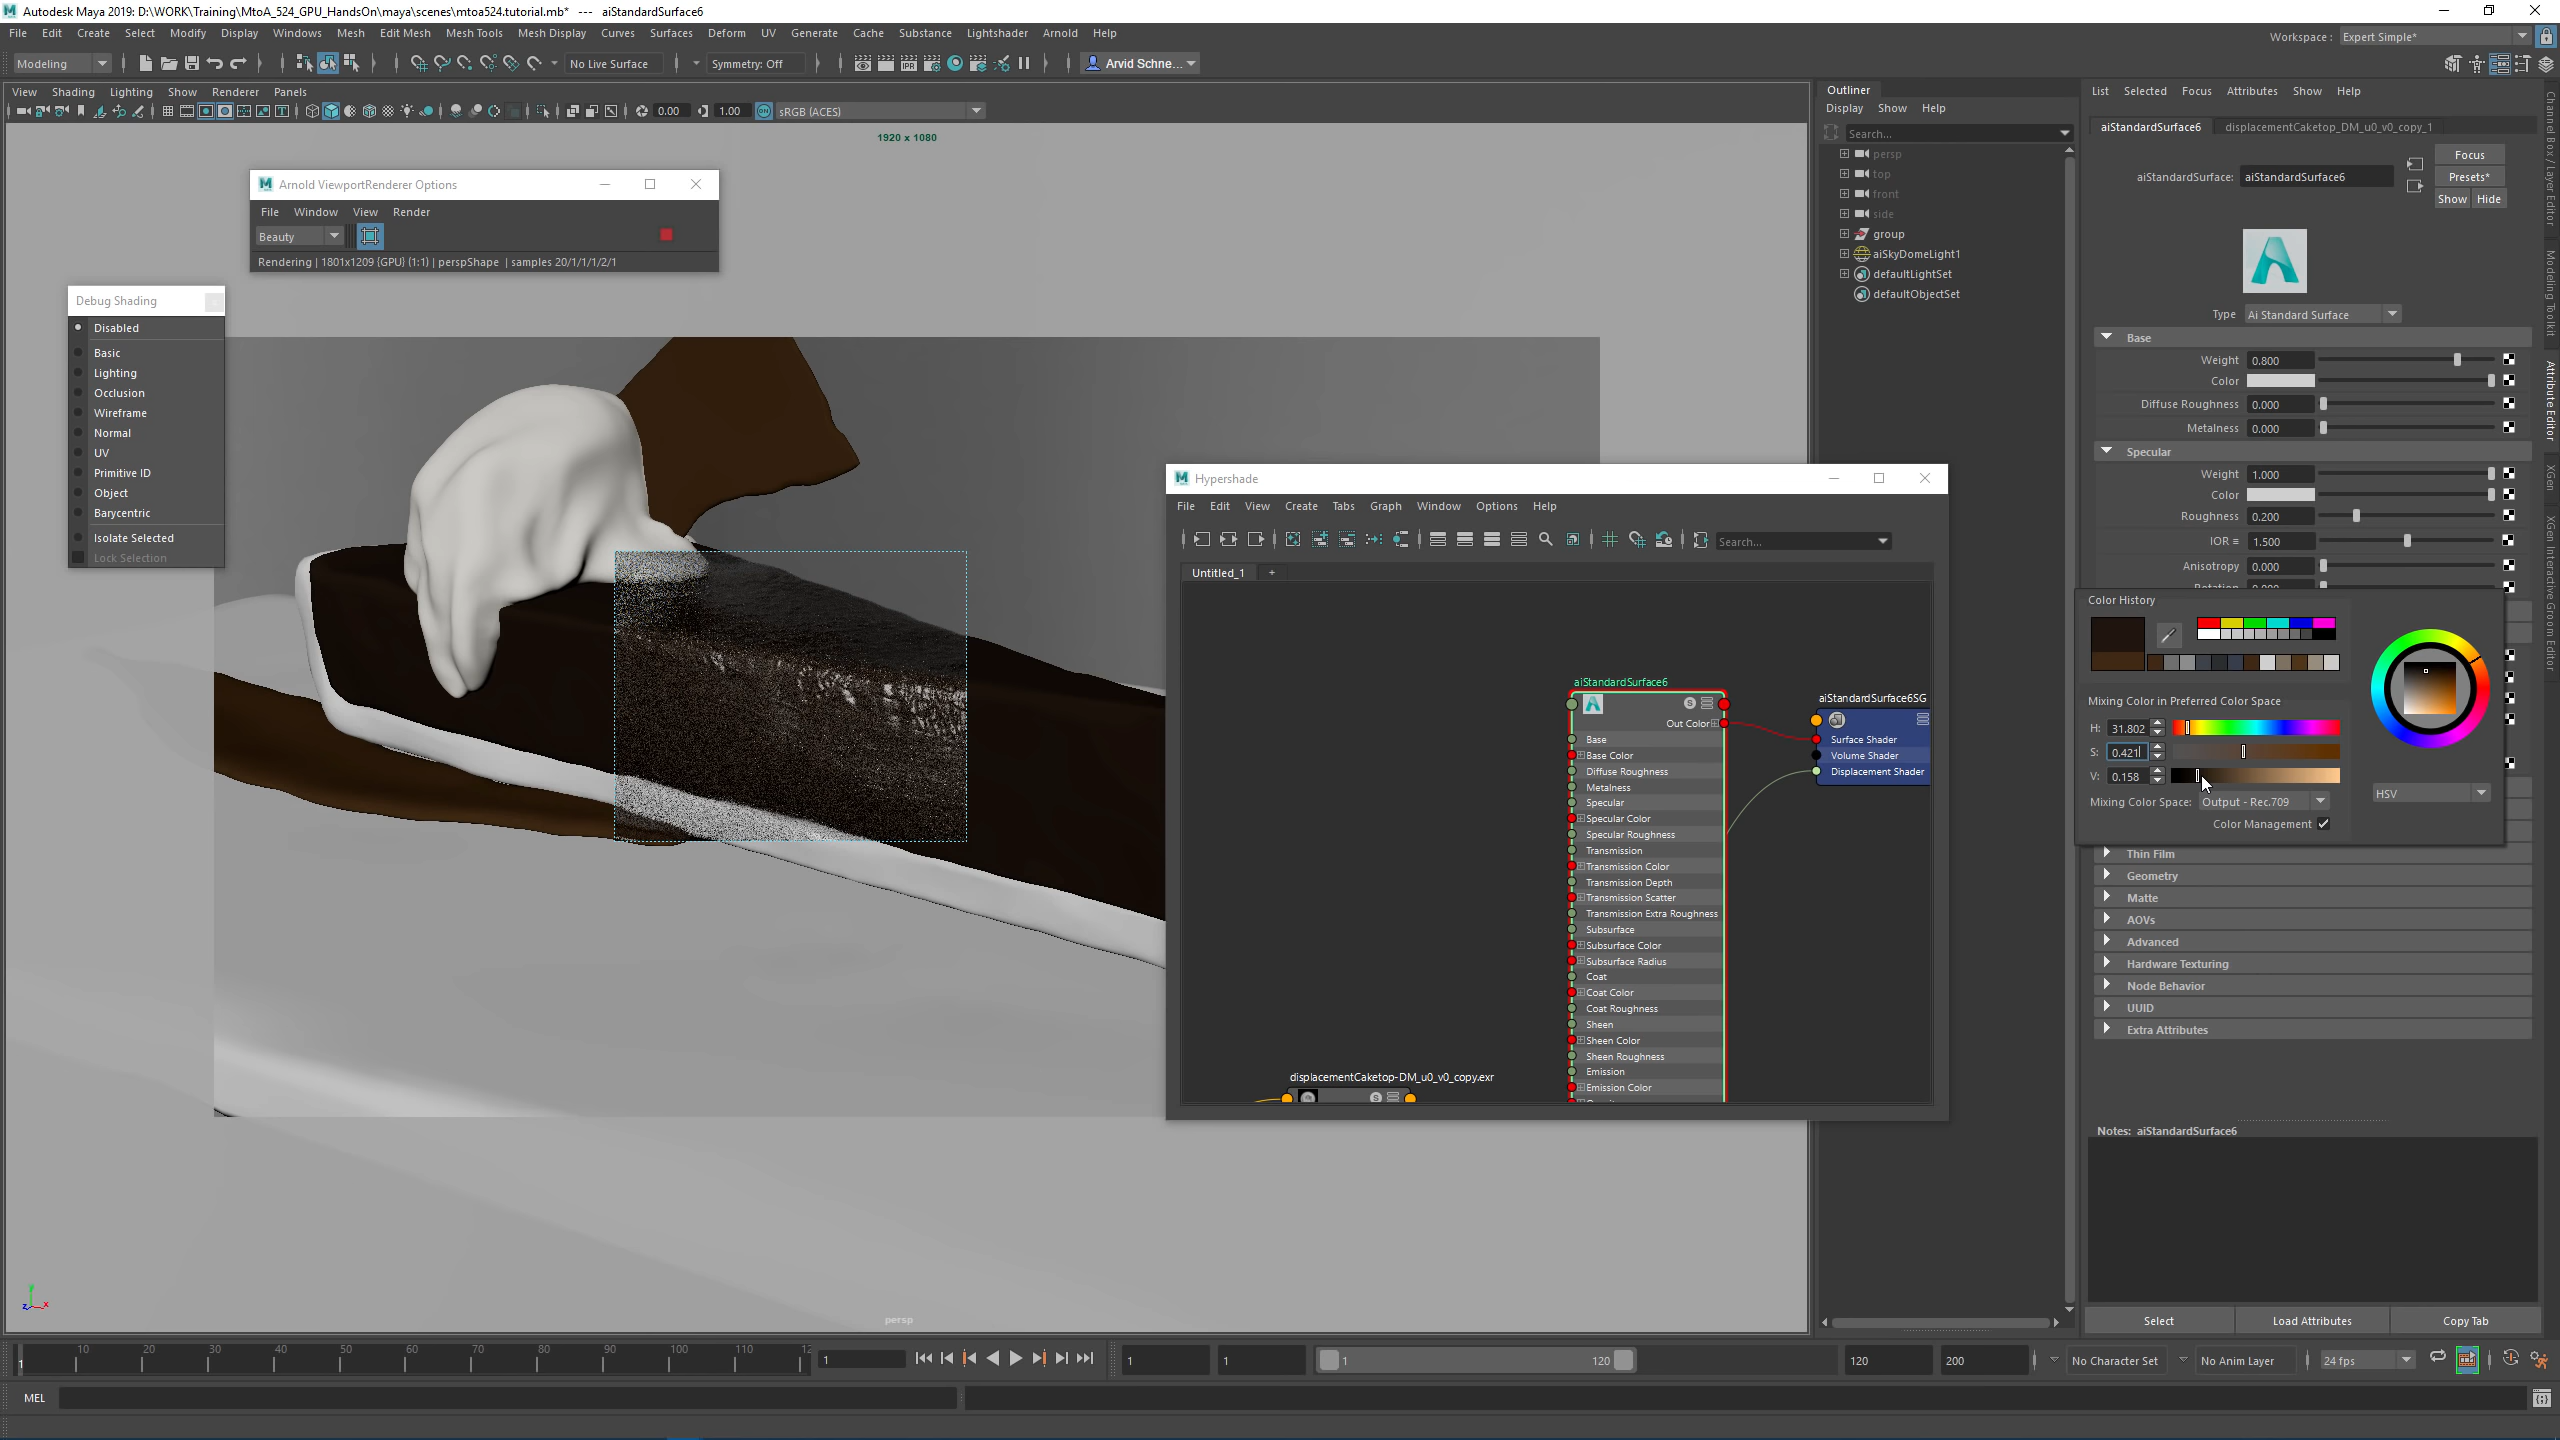 Autodesk Maya 2019: D:\WORK\Training\MtoA_524_GPU_HandsOn\maya\scenes\mtoa524.tutorial.mb* --- aiStandardSurface6
File Edit Create Select Modify Display Windows Mesh Edit Mesh Mesh Tools Mesh Display Curves Surfaces Deform UV Generate Cache Substance Lightshader Arnold Help
Workspace : Expert Simple*
Modeling No Live Surface Symmetry: Off Arvid Schne...
View Shading Lighting Show Renderer Panels
0.00 1.00 sRGB (ACES)
1920 x 1080
Arnold ViewportRenderer Options
File Window View Render
Beauty
Rendering | 1801x1209 {GPU} (1:1) | perspShape | samples 20/1/1/1/2/1
Debug Shading
Disabled
Basic
Lighting
Occlusion
Wireframe
Normal
UV
Primitive ID
Object
Barycentric
Isolate Selected
Lock Selection
persp
Outliner
Display Show Help
Search...
persp
top
front
side
group
aiSkyDomeLight1
defaultLightSet
defaultObjectSet
Hypershade
File Edit View Create Tabs Graph Window Options Help
Search...
Untitled_1 +
aiStandardSurface6
Out Color
Base
Base Color
Diffuse Roughness
Metalness
Specular
Specular Color
Specular Roughness
Transmission
Transmission Color
Transmission Depth
Transmission Scatter
Transmission Extra Roughness
Subsurface
Subsurface Color
Subsurface Radius
Coat
Coat Color
Coat Roughness
Sheen
Sheen Color
Sheen Roughness
Emission
Emission Color
aiStandardSurface6SG
Surface Shader
Volume Shader
Displacement Shader
displacementCaketop-DM_u0_v0_copy.exr
List Selected Focus Attributes Show Help
aiStandardSurface6 displacementCaketop_DM_u0_v0_copy_1
Focus
aiStandardSurface: aiStandardSurface6 Presets*
Show Hide
Type Ai Standard Surface
Base
Weight 0.800
Color
Diffuse Roughness 0.000
Metalness 0.000
Specular
Weight 1.000
Color
Roughness 0.200
IOR = 1.500
Anisotropy 0.000
Color History
Mixing Color in Preferred Color Space
H: 31.802
S: 0.421
V: 0.158
HSV
Mixing Color Space: Output - Rec.709
Color Management
Thin Film
Geometry
Matte
AOVs
Advanced
Hardware Texturing
Node Behavior
UUID
Extra Attributes
Notes: aiStandardSurface6
Select Load Attributes Copy Tab
Channel Box / Layer Editor
Modeling Toolkit
Attribute Editor
XGen
XGen Interactive Groom Editor
1 10 20 30 40 50 60 70 80 90 100 110 12
1 1 1 1 120 120 200 No Character Set No Anim Layer 24 fps
MEL